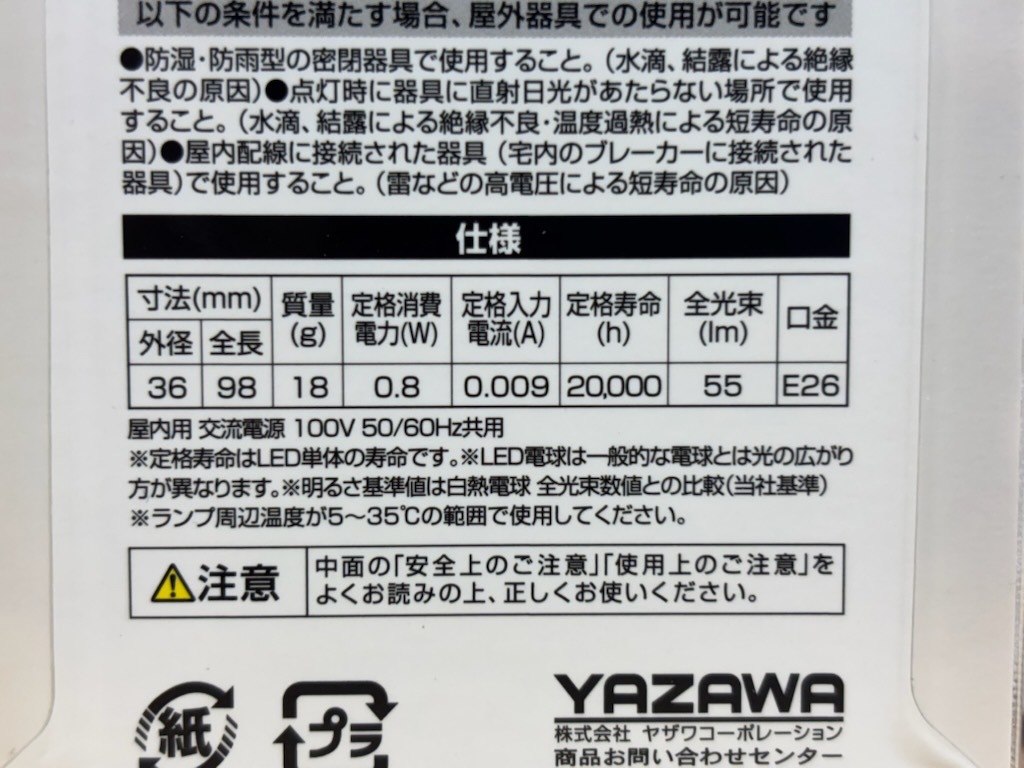 以下の条件を満たす場合、屋外器具での使用が可能です
●防湿・防雨型の密閉器具で使用すること。(水滴、結露による絶縁
不良の原因)●点灯時に器具に直射日光があたらない場所で使用
すること。(水滴、結露による絶縁不良・温度過熱による短寿命の原
因)●屋内配線に接続された器具(宅内のブレーカーに接続された
器具)で使用すること。(雷などの高電圧による短寿命の原因)
仕様
寸法(mm) 質量(g) 定格消費電力(W) 定格入力電流(A) 定格寿命(h) 全光束(lm) 口金
外径 全長
36 98 18 0.8 0.009 20,000 55 E26
屋内用 交流電源 100V 50/60Hz共用
※定格寿命はLED単体の寿命です。※LED電球は一般的な電球とは光の広がり
方が異なります。※明るさ基準値は白熱電球 全光束数値との比較(当社基準)
※ランプ周辺温度が5〜35℃の範囲で使用してください。
注意 中面の「安全上のご注意」「使用上のご注意」を
よくお読みの上、正しくお使いください。
紙 プラ
YAZAWA
株式会社 ヤザワコーポレーション
商品お問い合わせセンター